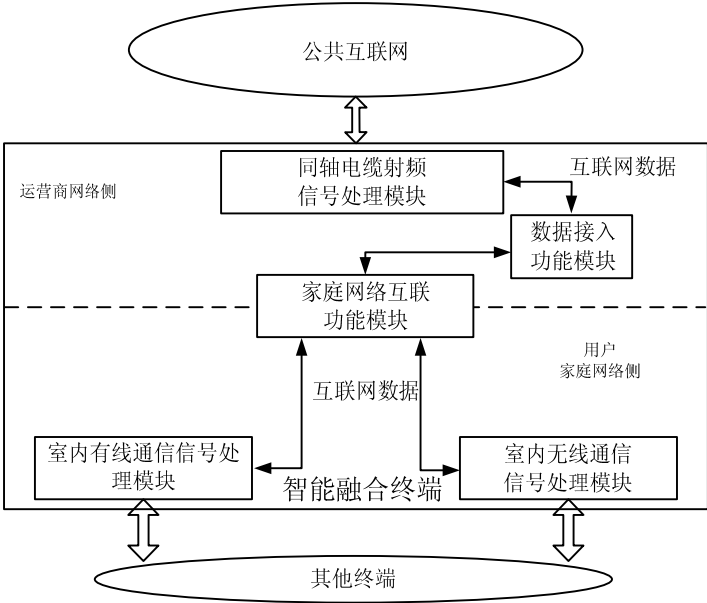 公共互联网
同轴电缆射频
信号处理模块
互联网数据
运营商网络侧
数据接入
功能模块
家庭网络互联
功能模块
用户
家庭网络侧
互联网数据
室内有线通信信号处
理模块
室内无线通信
信号处理模块
智能融合终端
其他终端